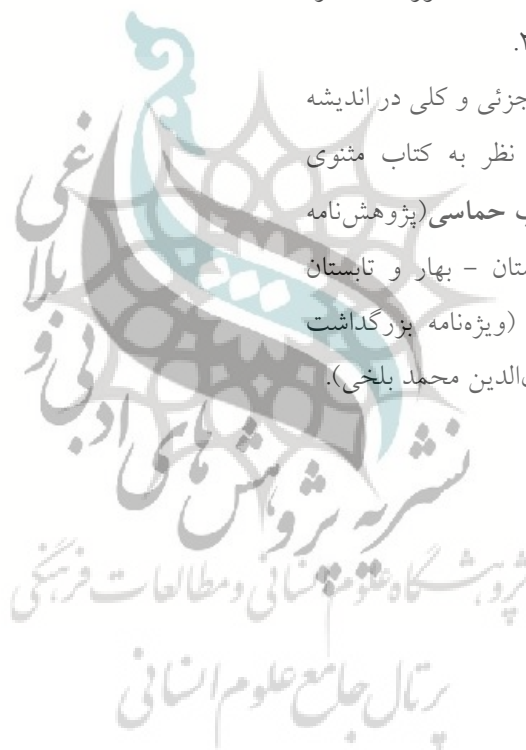 ۲.
جزئی و کلی در اندیشه
نظر به کتاب مثنوی
حماسی(پژوهش‌نامه
ستان – بهار و تابستان
(ویژه‌نامه بزرگداشت
الدین محمد بلخی).
نشریه پژوهش‌های ادبی و بلاغی
پژوهشگاه علوم انسانی و مطالعات فرهنگی
پرتال جامع علوم انسانی